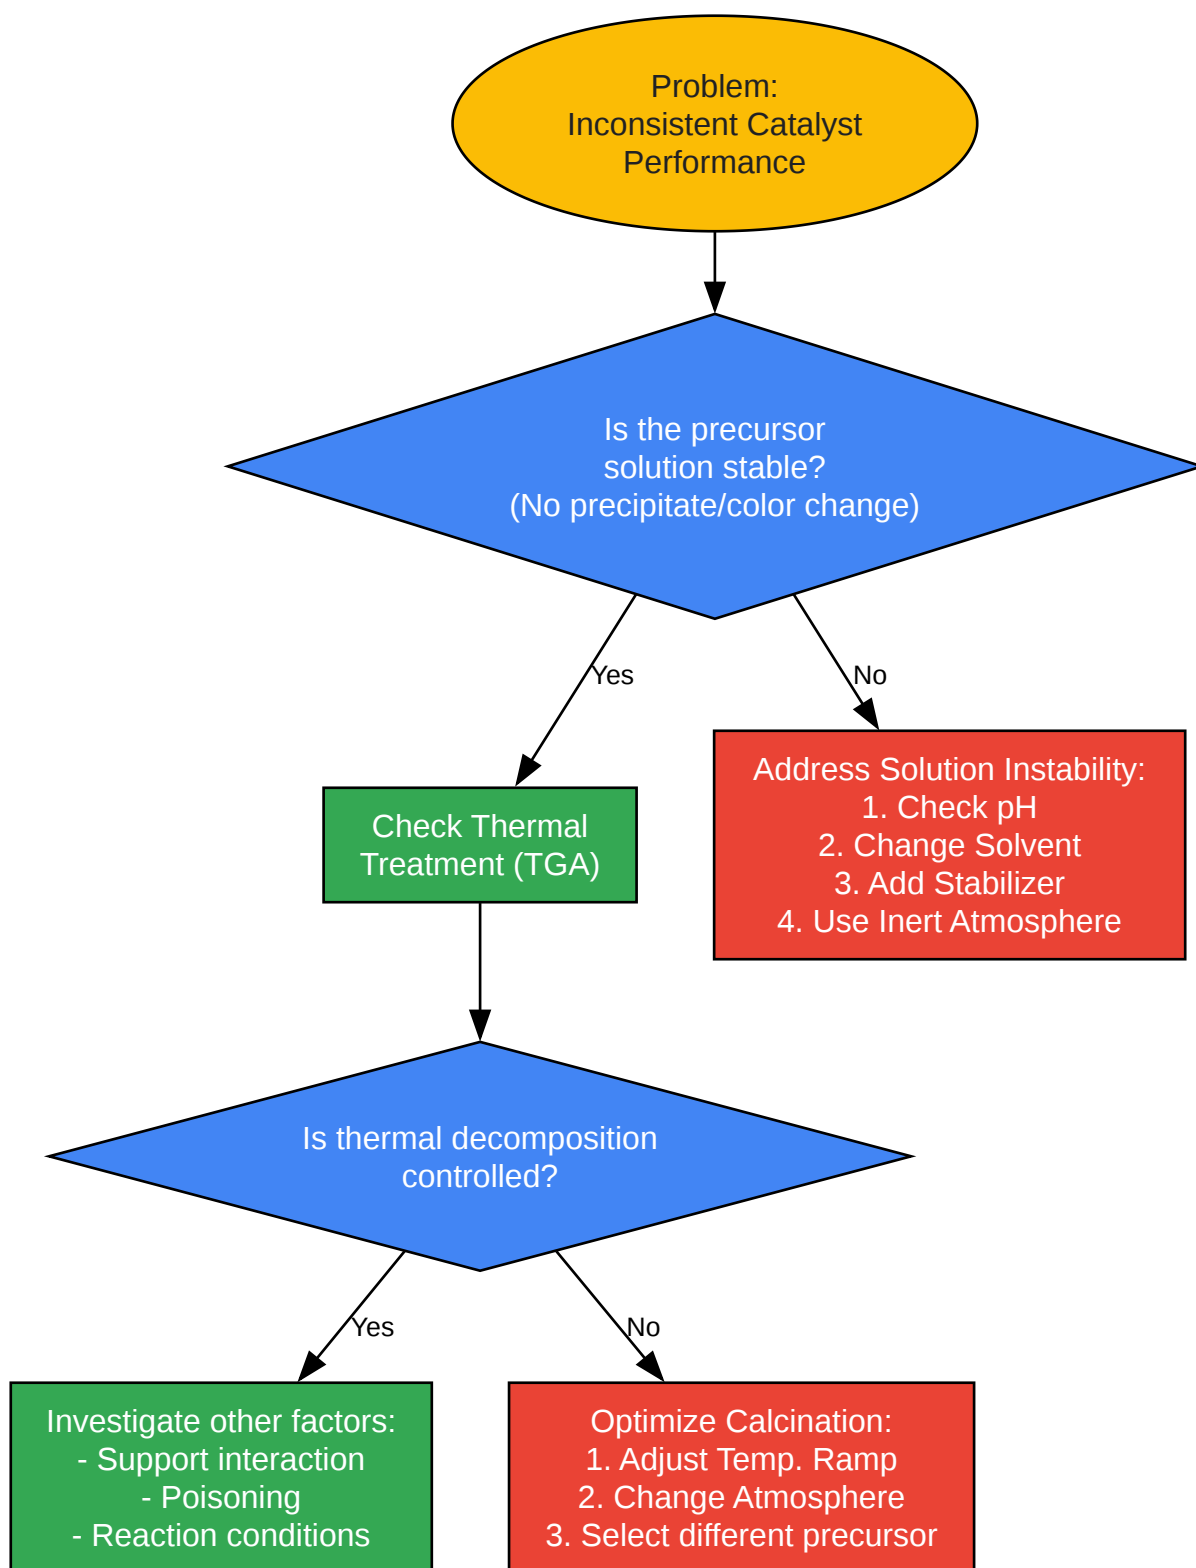 Problem:
Inconsistent Catalyst
Performance
Is the precursor
solution stable?
(No precipitate/color change)
Yes
No
Address Solution Instability:
1. Check pH
2. Change Solvent
3. Add Stabilizer
4. Use Inert Atmosphere
Check Thermal
Treatment (TGA)
Is thermal decomposition
controlled?
Yes
No
Investigate other factors:
- Support interaction
- Poisoning
- Reaction conditions
Optimize Calcination:
1. Adjust Temp. Ramp
2. Change Atmosphere
3. Select different precursor